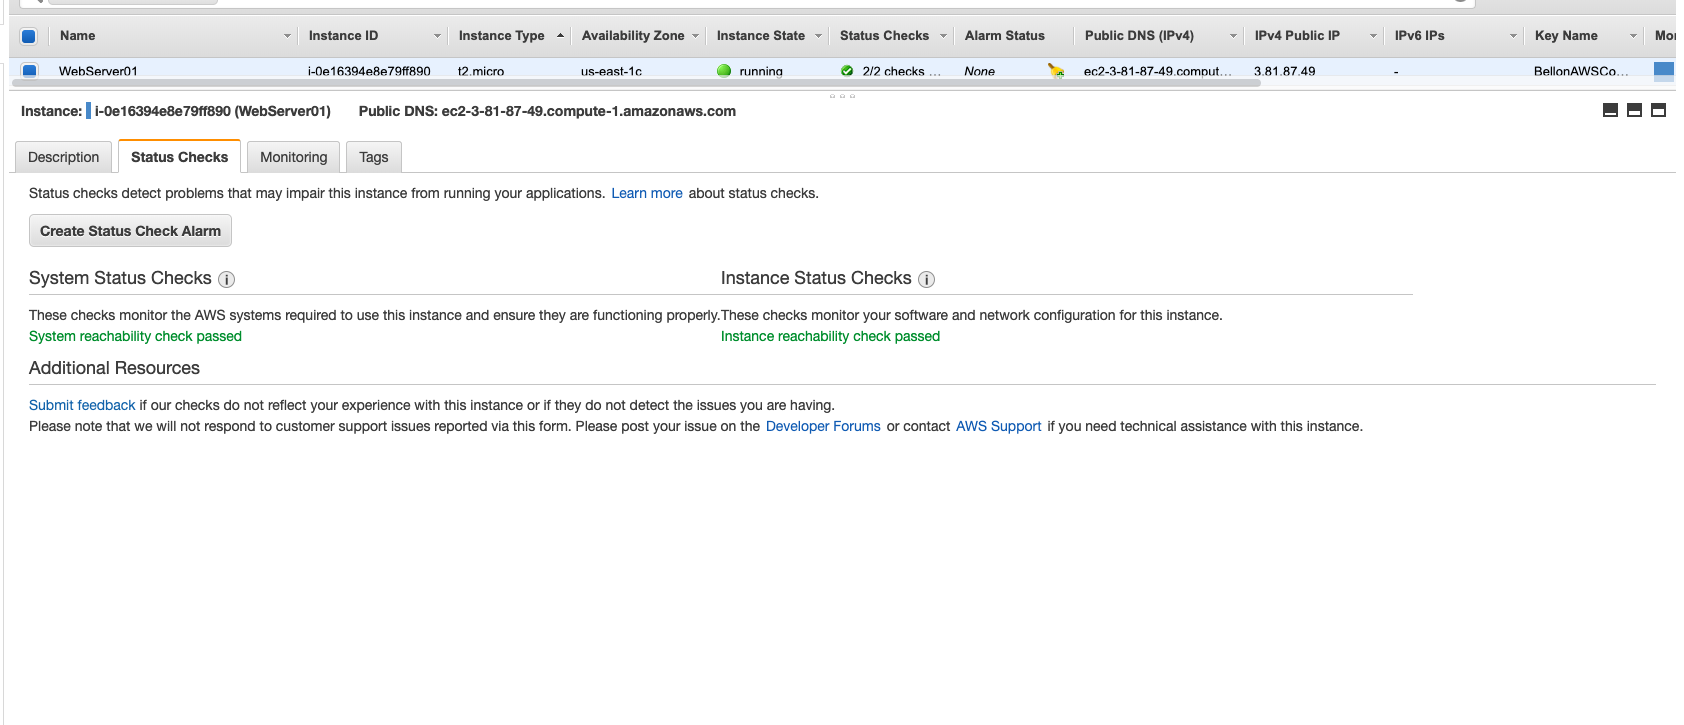 Name Instance ID Instance Type Availability Zone Instance State Status Checks Alarm Status Public DNS (IPv4) IPv4 Public IP IPv6 IPs Key Name
WebServer01 i-0e16394e8e79ff890 t2.micro us-east-1c running 2/2 checks ... None ec2-3-81-87-49.comput... 3.81.87.49 - BellonAWSCo...
Instance: i-0e16394e8e79ff890 (WebServer01) Public DNS: ec2-3-81-87-49.compute-1.amazonaws.com
Description Status Checks Monitoring Tags
Status checks detect problems that may impair this instance from running your applications. Learn more about status checks.
Create Status Check Alarm
System Status Checks i
These checks monitor the AWS systems required to use this instance and ensure they are functioning properly.
System reachability check passed
Instance Status Checks i
These checks monitor your software and network configuration for this instance.
Instance reachability check passed
Additional Resources
Submit feedback if our checks do not reflect your experience with this instance or if they do not detect the issues you are having.
Please note that we will not respond to customer support issues reported via this form. Please post your issue on the Developer Forums or contact AWS Support if you need technical assistance with this instance.